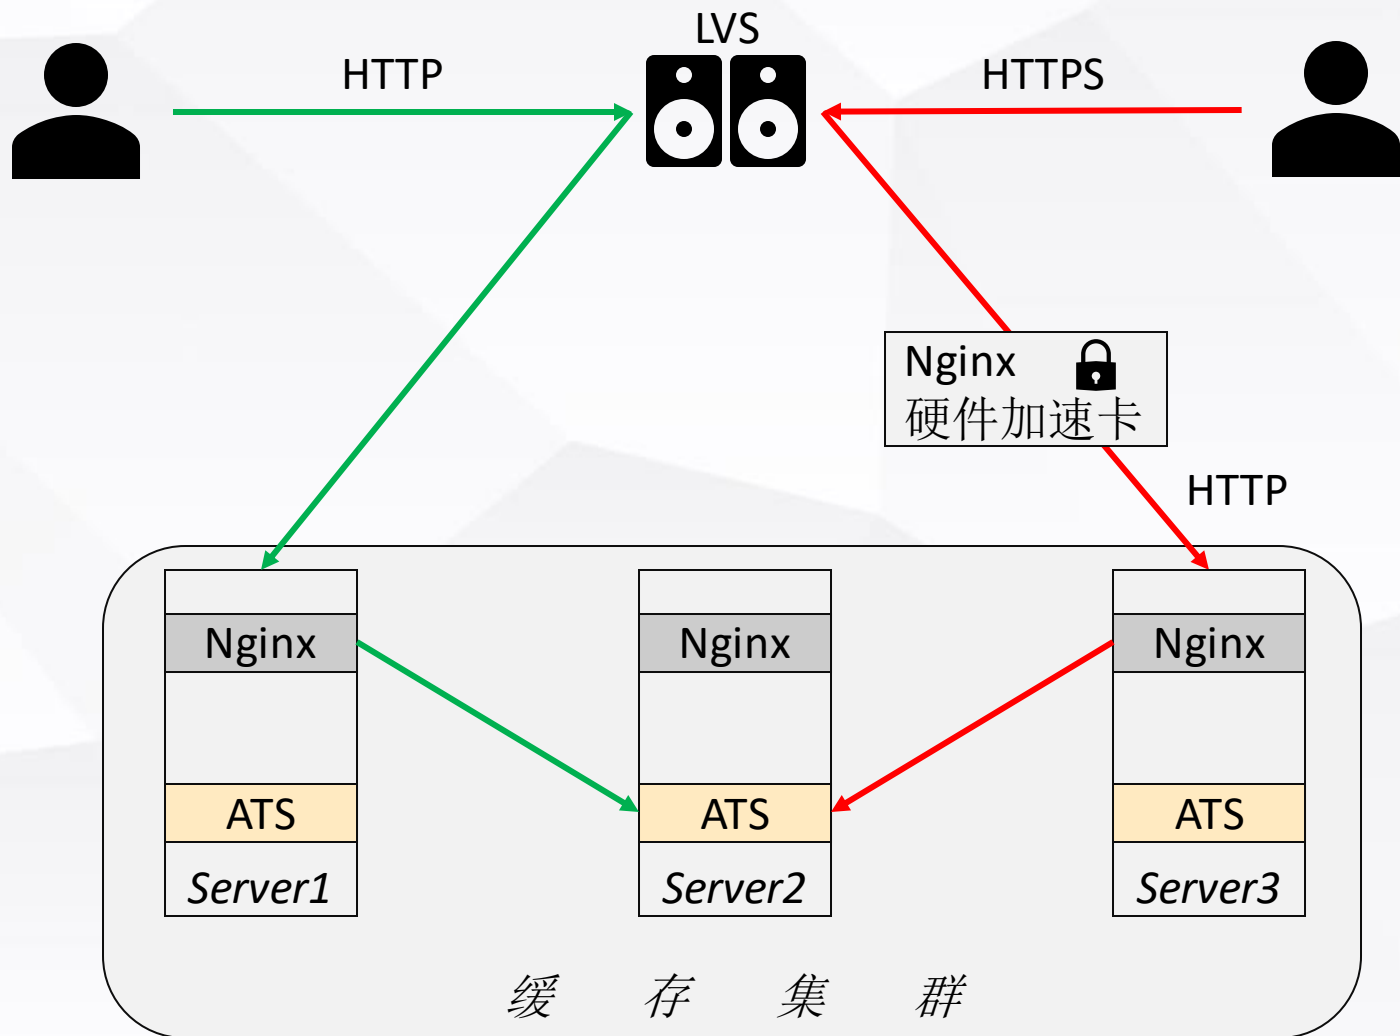 LVS
HTTP
HTTPS
Nginx
硬件加速卡
HTTP
Nginx
Nginx
Nginx
ATS
ATS
ATS
Server1
Server2
Server3
缓 存 集 群